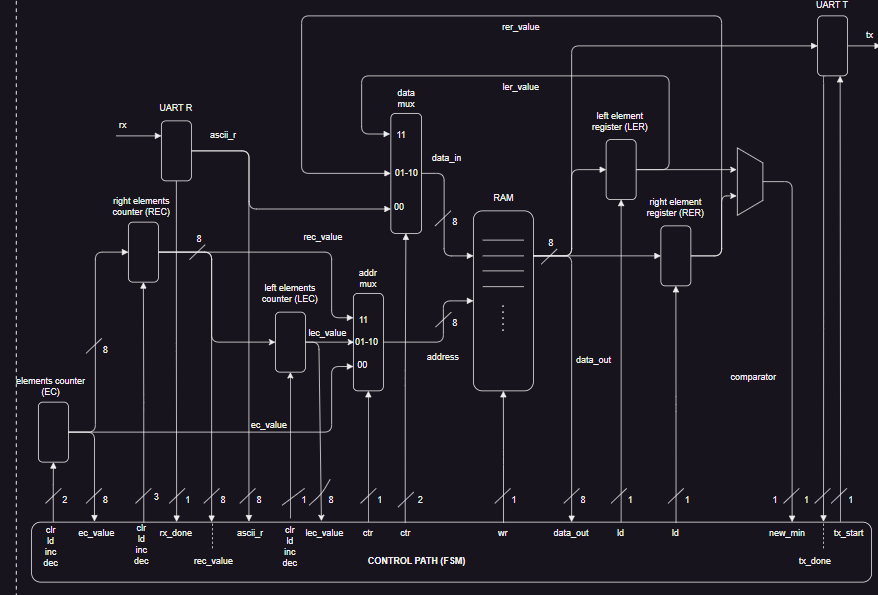 UART T
rer_value
tx
ler_value
data
mux
left element
register (LER)
UART R
rx
ascii_r
11
data_in
01-10
RAM
right element
register (RER)
right elements
counter (REC)
00
8
8
rec_value
8
addr
mux
left elements
counter (LEC)
11
lec_value
01-10
8
8
address
00
data_out
comparator
elements counter
(EC)
ec_value
2
8
3
1
8
8
1
8
1
2
1
8
1
1
1
1
1
clr
ld
inc
dec
ec_value
clr
ld
inc
dec
rx_done
rec_value
ascii_r
clr
ld
inc
dec
lec_value
ctr
ctr
wr
data_out
ld
ld
new_min
tx_done
tx_start
CONTROL PATH (FSM)